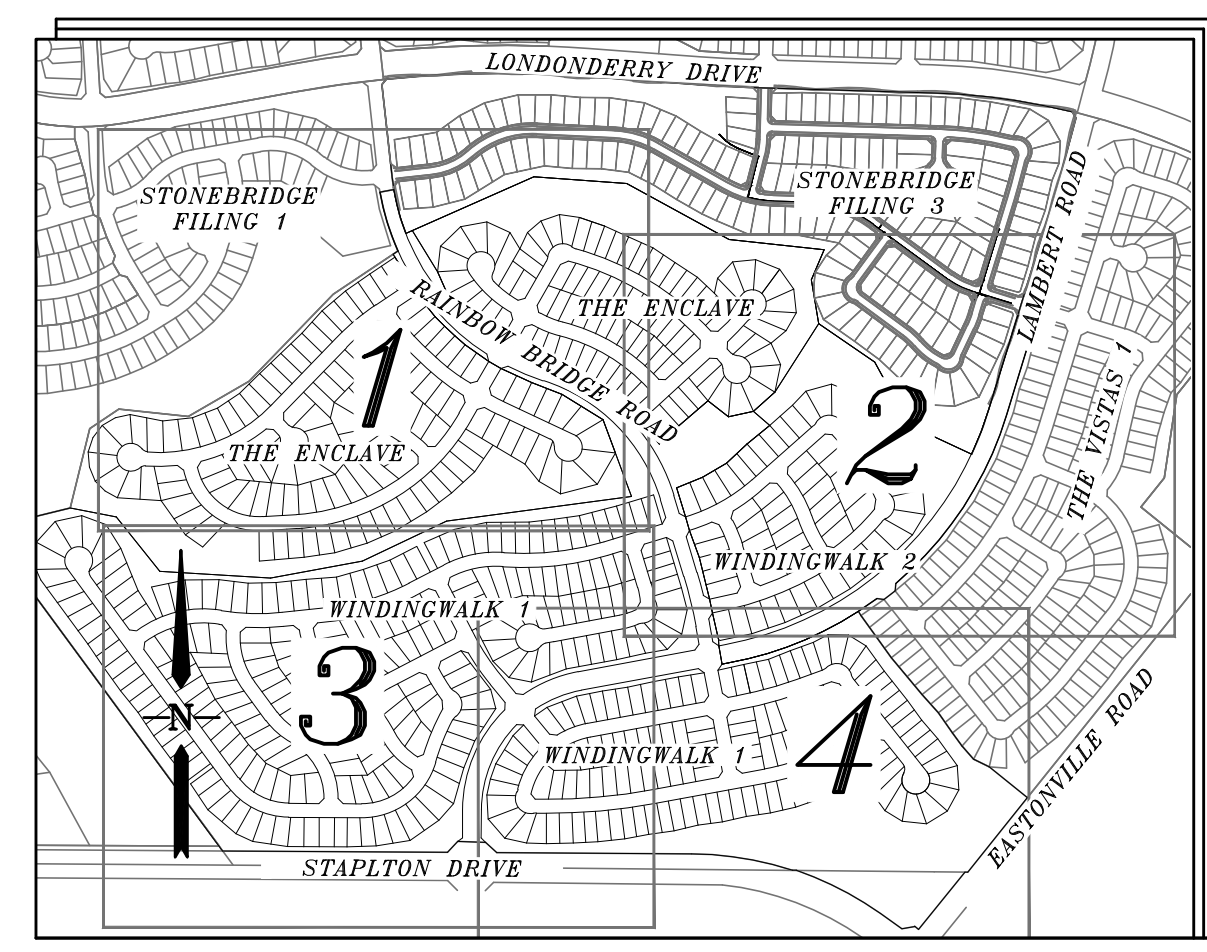 LONDONDERRY DRIVE
STONEBRIDGE
FILING 1
STONEBRIDGE
FILING 3
LAMBERT ROAD
RAINBOW BRIDGE ROAD
THE ENCLAVE
1
2
THE VISTAS 1
THE ENCLAVE
WINDINGWALK 2
WINDINGWALK 1
3
N
4
WINDINGWALK 1
EASTONVILLE ROAD
STAPLTON DRIVE